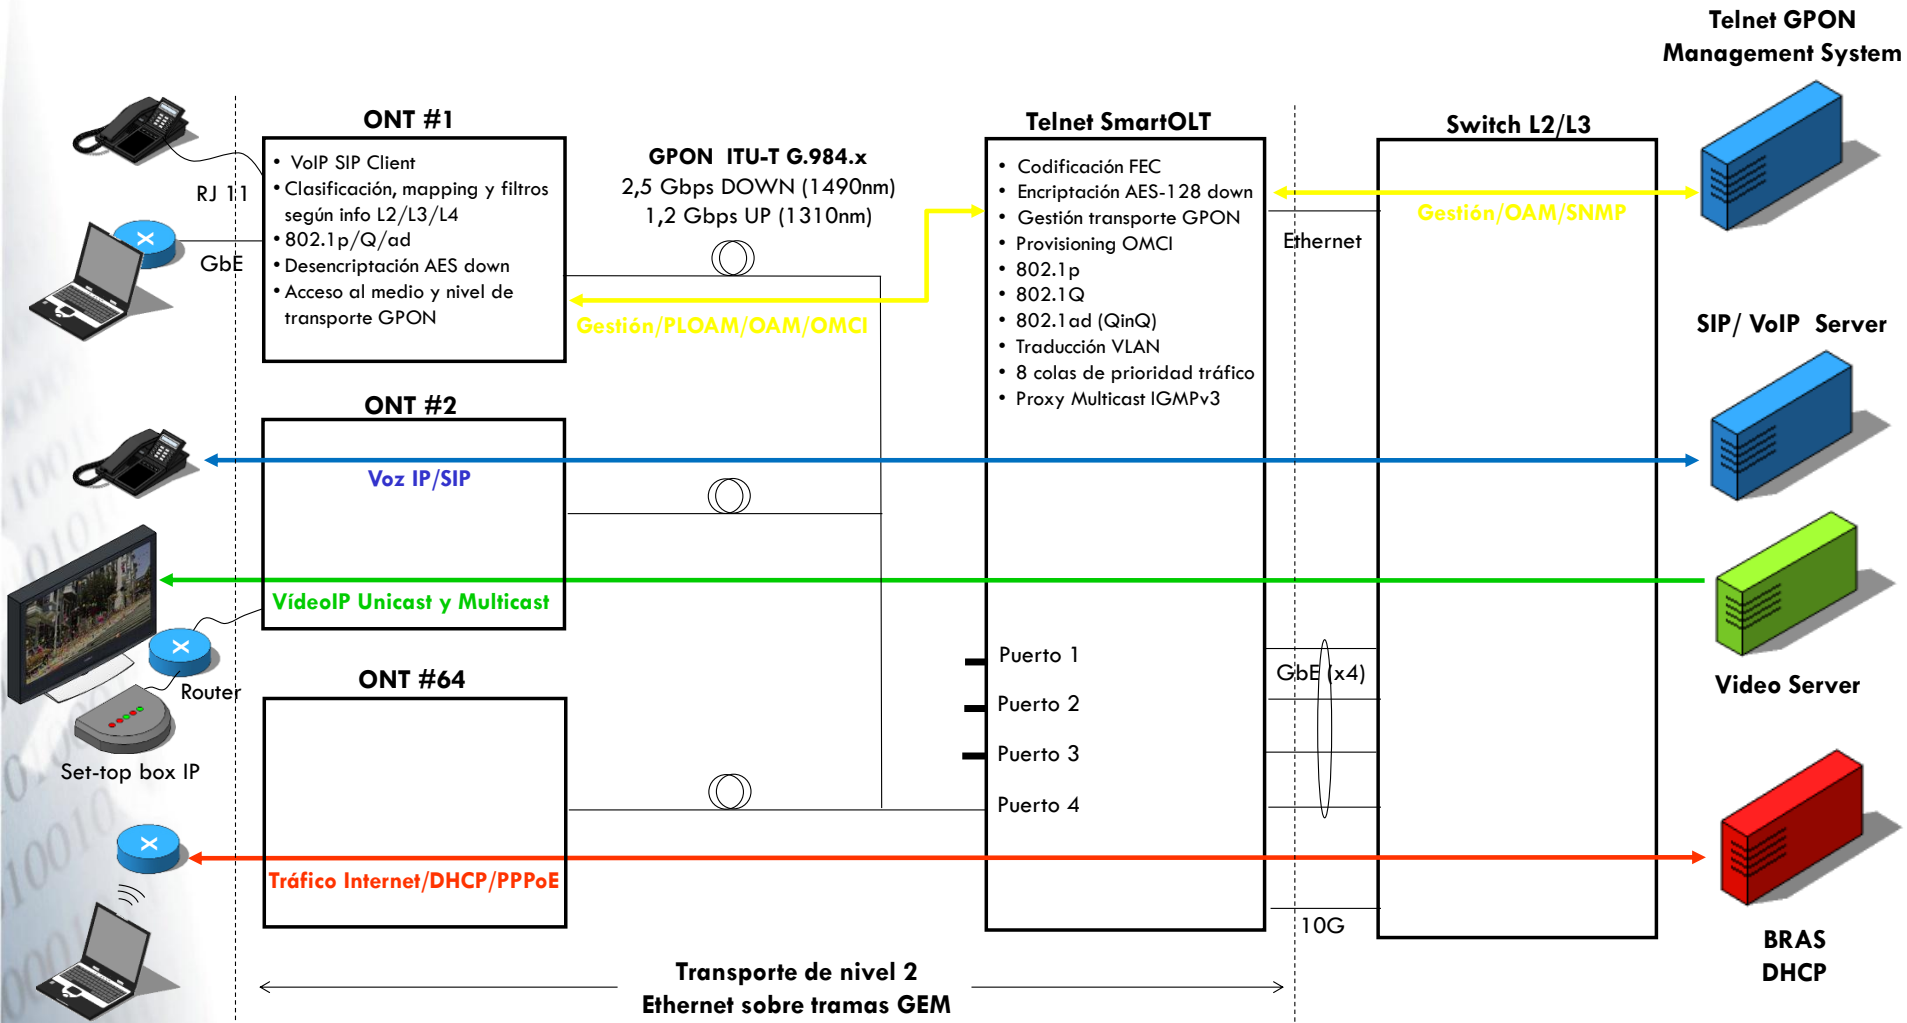 Telnet GPON
Management System
ONT #1
• VoIP SIP Client
• Clasificación, mapping y filtros
según info L2/L3/L4
• 802.1p/Q/ad
• Desencriptación AES down
• Acceso al medio y nivel de
transporte GPON
RJ 11
GbE
GPON ITU-T G.984.x
2,5 Gbps DOWN (1490nm)
1,2 Gbps UP (1310nm)
Gestión/PLOAM/OAM/OMCI
Telnet SmartOLT
• Codificación FEC
• Encriptación AES-128 down
• Gestión transporte GPON
• Provisioning OMCI
• 802.1p
• 802.1Q
• 802.1ad (QinQ)
• Traducción VLAN
• 8 colas de prioridad tráfico
• Proxy Multicast IGMPv3
Switch L2/L3
Gestión/OAM/SNMP
Ethernet
SIP/ VoIP Server
ONT #2
Voz IP/SIP
VídeoIP Unicast y Multicast
Router
Set-top box IP
ONT #64
Puerto 1
Puerto 2
Puerto 3
Puerto 4
GbE (x4)
Video Server
Tráfico Internet/DHCP/PPPoE
10G
BRAS
DHCP
Transporte de nivel 2
Ethernet sobre tramas GEM